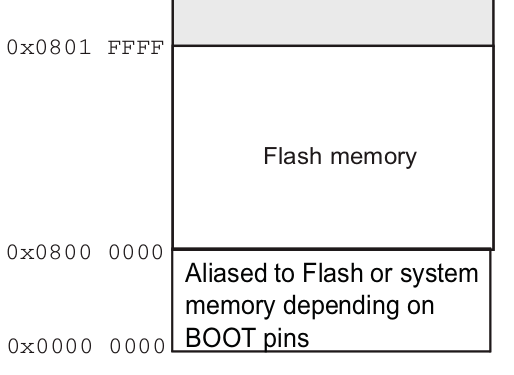 0x0801 FFFF
Flash memory
0x0800 0000
Aliased to Flash or system
memory depending on
BOOT pins
0x0000 0000